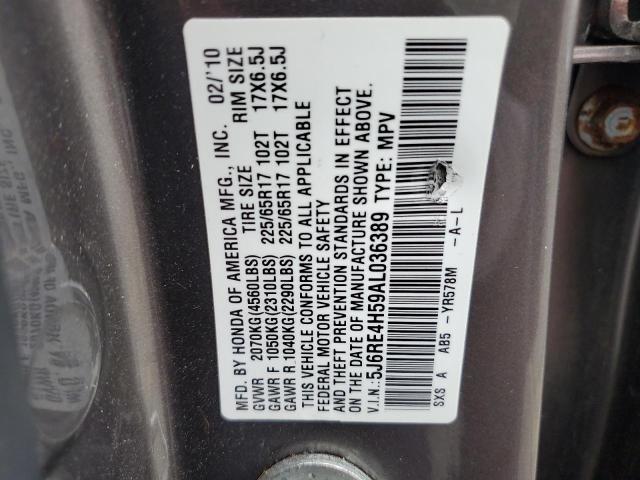 MFD. BY HONDA OF AMERICA MFG., INC. 02/'10
TIRE SIZE RIM SIZE
GVWR 2070KG(4560LBS)
GAWR F 1050KG(2310LBS) 225/65R17 102T 17X6.5J
GAWR R 1040KG(2290LBS) 225/65R17 102T 17X6.5J
THIS VEHICLE CONFORMS TO ALL APPLICABLE
FEDERAL MOTOR VEHICLE SAFETY
AND THEFT PREVENTION STANDARDS IN EFFECT
ON THE DATE OF MANUFACTURE SHOWN ABOVE.
V.I.N.:5J6RE4H59AL036389 TYPE: MPV
SXS A AB5 -YR578M -A-L